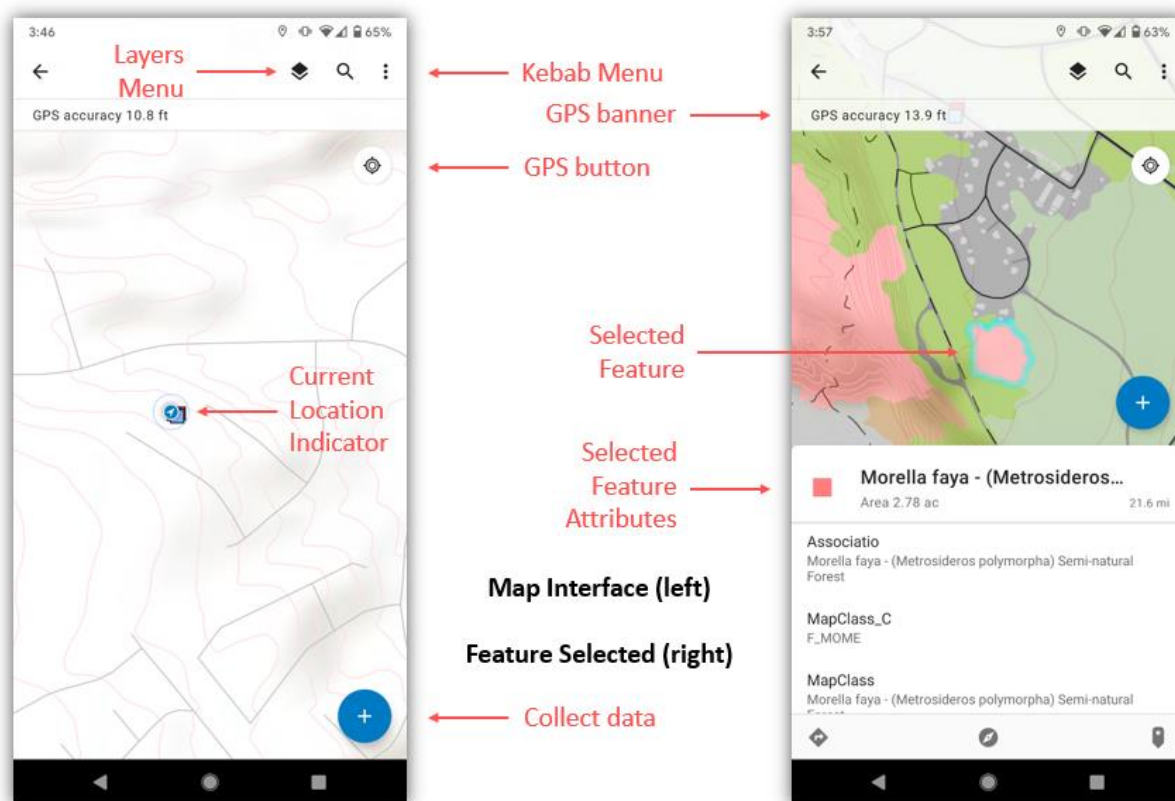 3:46
65%
Layers
Menu
GPS accuracy 10.8 ft
Current
Location
Indicator
Kebab Menu
GPS banner
GPS button
Selected
Feature
Selected
Feature
Attributes
Map Interface (left)
Feature Selected (right)
Collect data
3:57
63%
GPS accuracy 13.9 ft
Morella faya - (Metrosideros...
Area 2.78 ac
21.6 mi
Associatio
Morella faya - (Metrosideros polymorpha) Semi-natural
Forest
MapClass_C
F_MOME
MapClass
Morella faya - (Metrosideros polymorpha) Semi-natural